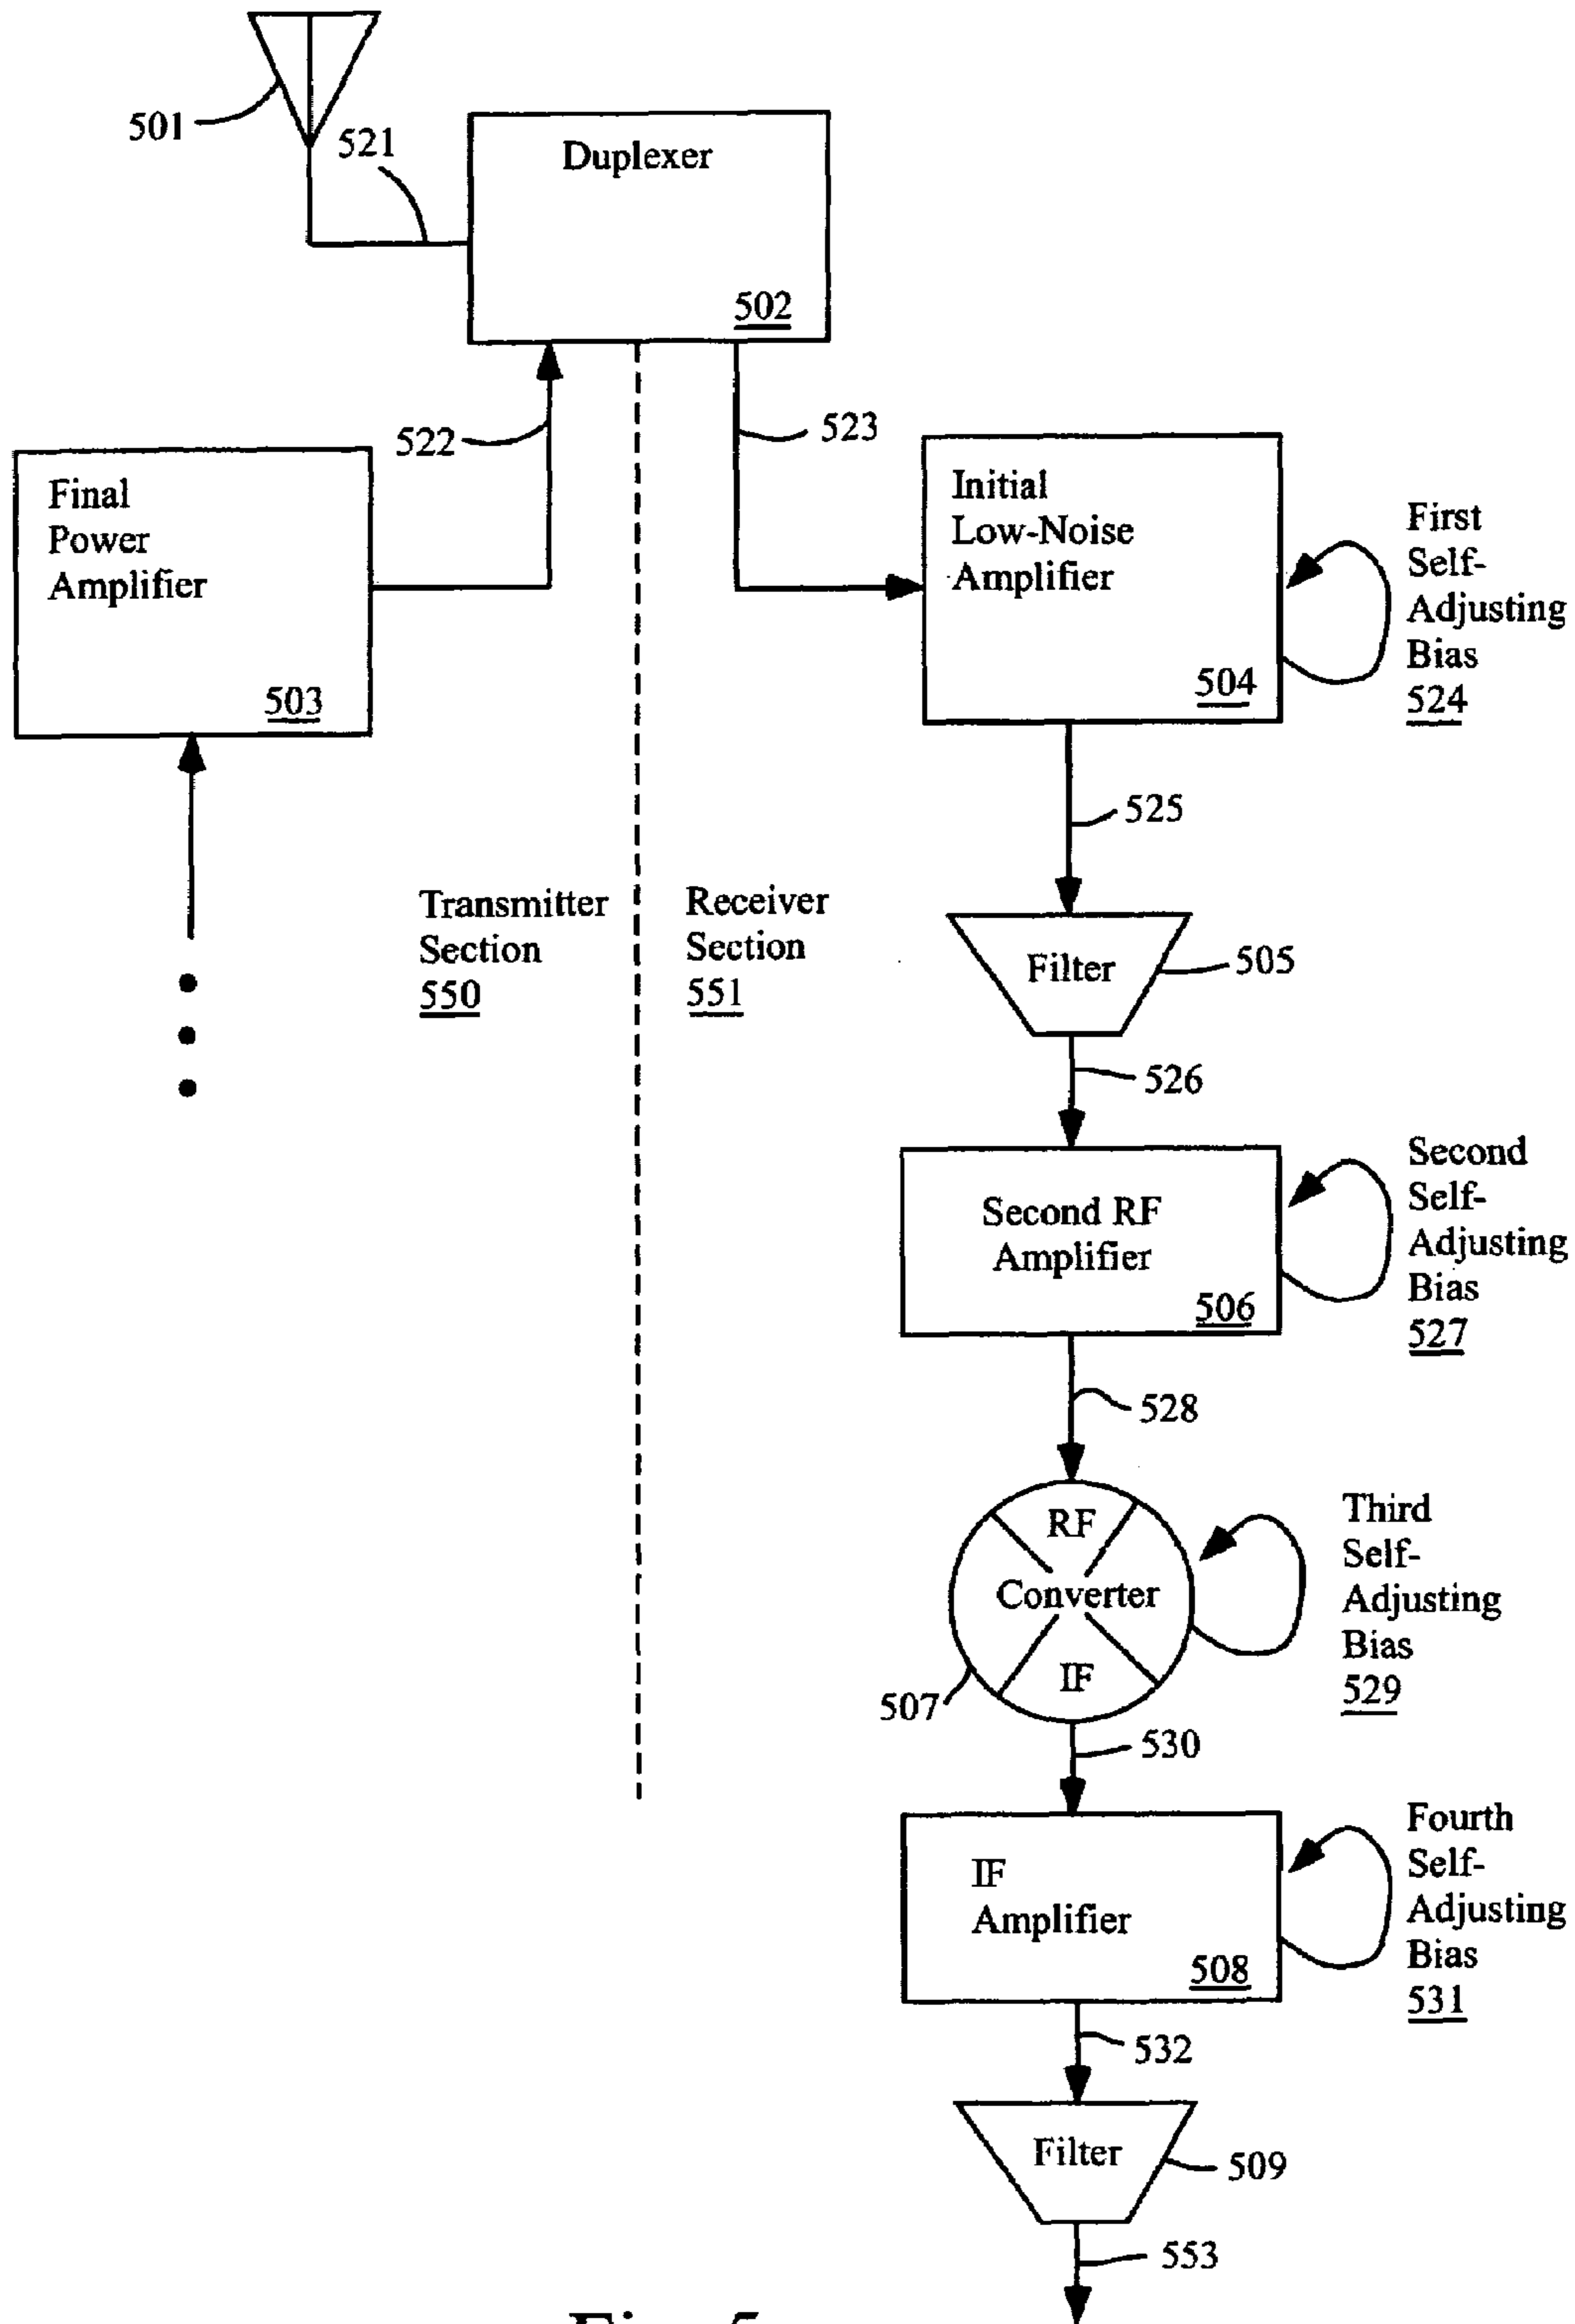 501
521
Duplexer
502
522
523
Final
Power
Amplifier
503
Initial
Low-Noise
Amplifier
504
First
Self-
Adjusting
Bias
524
525
Transmitter
Section
550
Receiver
Section
551
Filter
505
526
Second RF
Amplifier
506
Second
Self-
Adjusting
Bias
527
528
RF
Converter
IF
507
Third
Self-
Adjusting
Bias
529
530
IF
Amplifier
508
Fourth
Self-
Adjusting
Bias
531
532
Filter
509
553